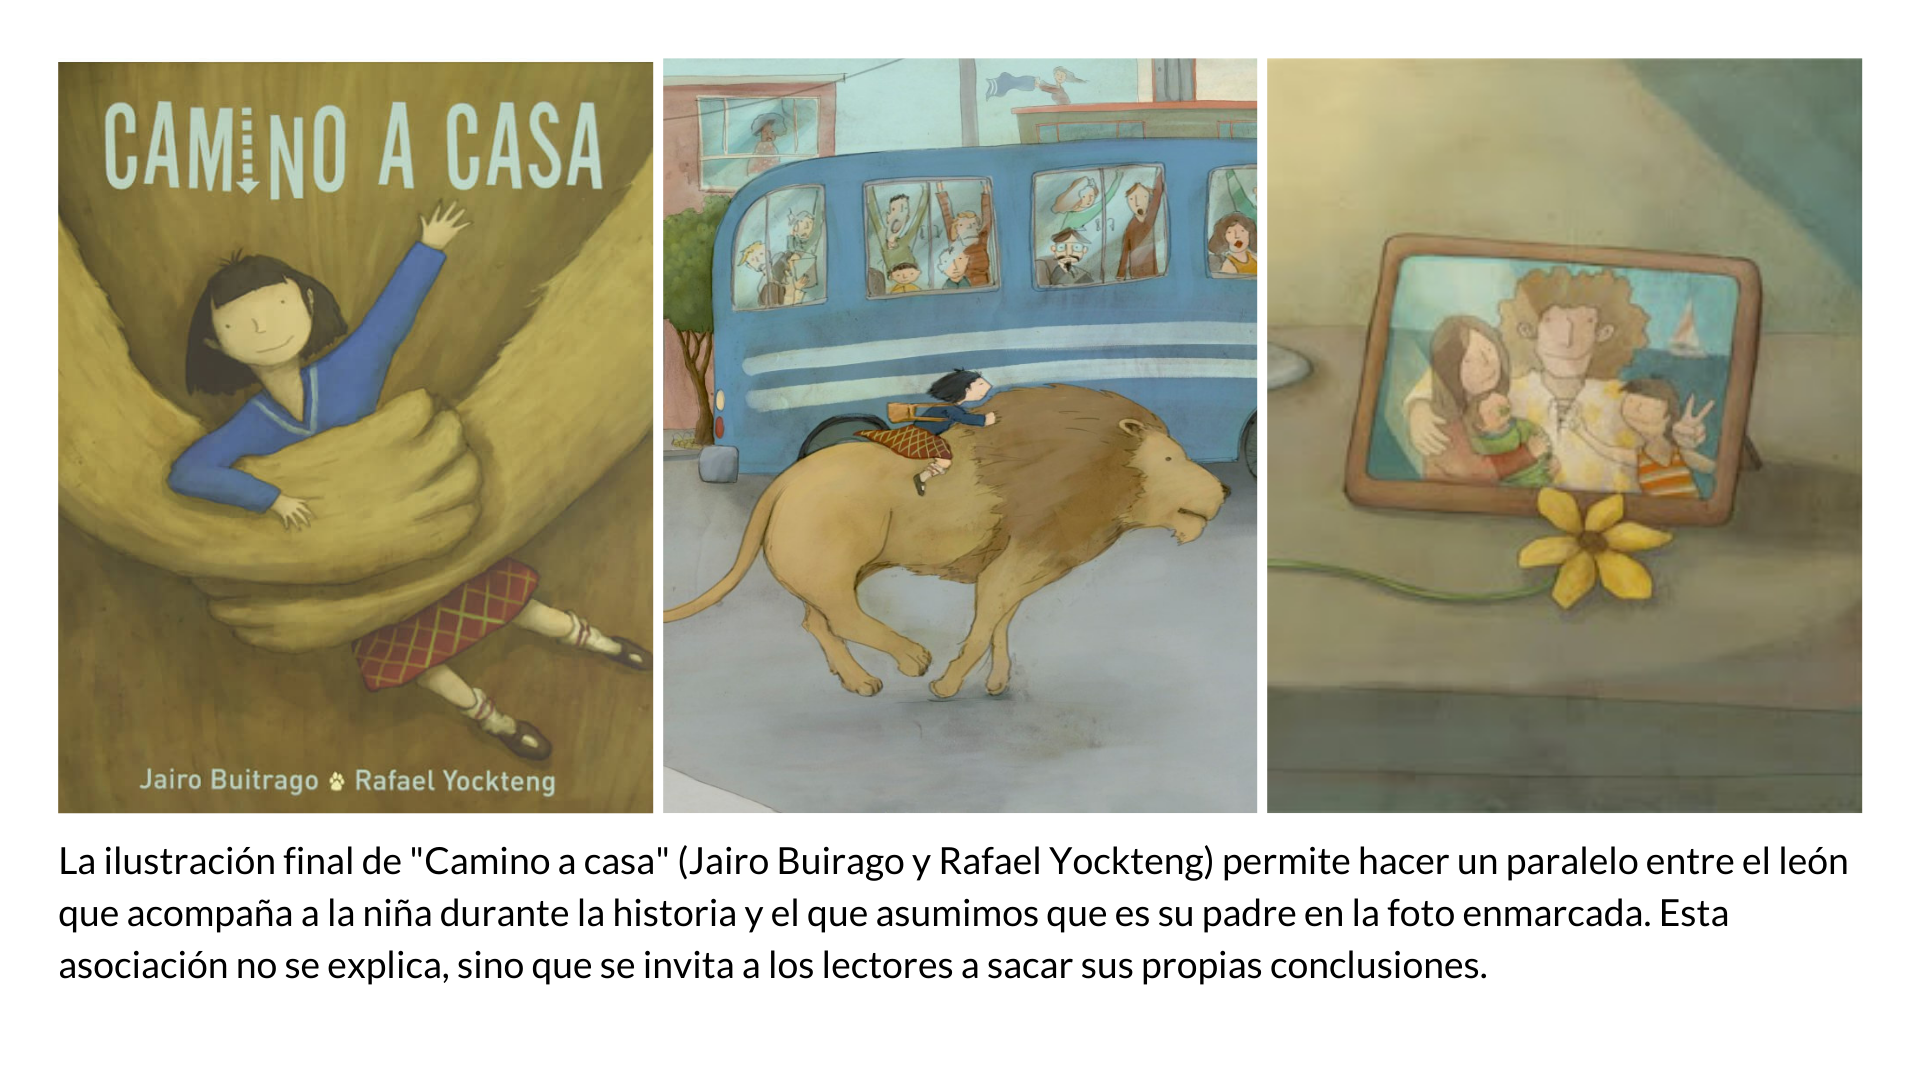 CAMINO A CASA
Jairo Buitrago Rafael Yockteng
La ilustración final de "Camino a casa" (Jairo Buirago y Rafael Yockteng) permite hacer un paralelo entre el león
que acompaña a la niña durante la historia y el que asumimos que es su padre en la foto enmarcada. Esta
asociación no se explica, sino que se invita a los lectores a sacar sus propias conclusiones.